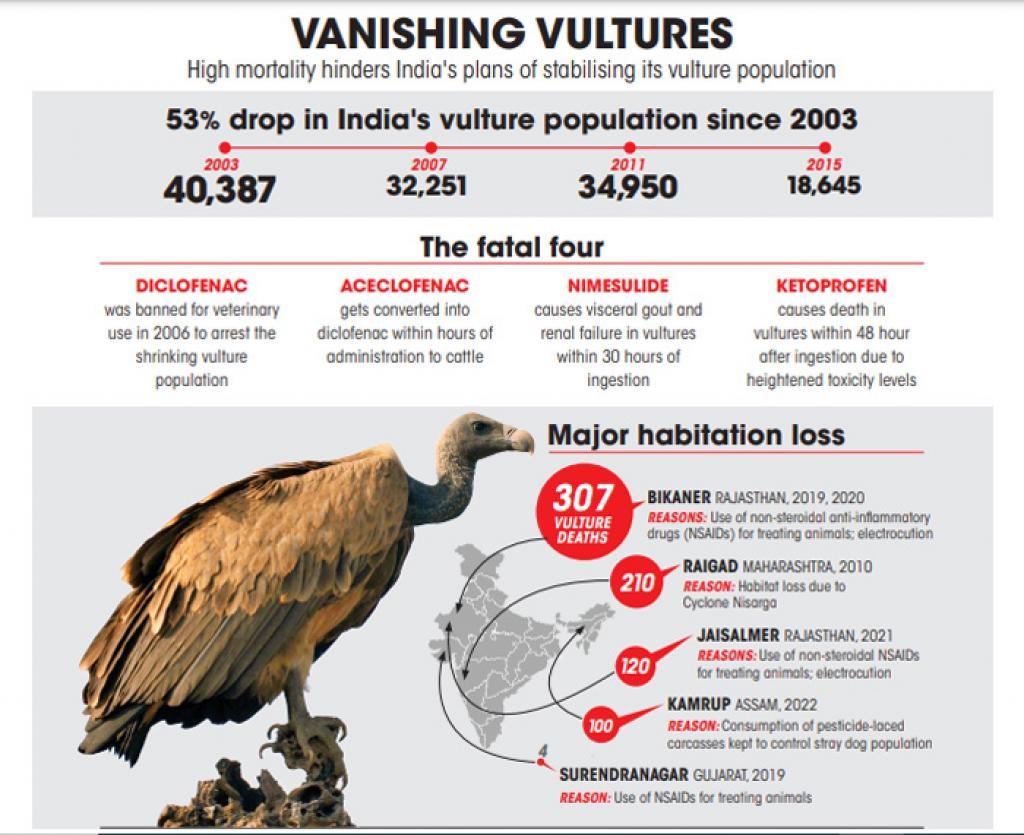 VANISHING VULTURES
High mortality hinders India's plans of stabilising its vulture population
53% drop in India's vulture population since 2003
2003
40,387
2007
32,251
2011
34,950
2015
18,645
The fatal four
DICLOFENAC
was banned for veterinary
use in 2006 to arrest the
shrinking vulture
population
ACECLOFENAC
gets converted into
diclofenac within hours of
administration to cattle
NIMESULIDE
causes visceral gout and
renal failure in vultures
within 30 hours of
ingestion
KETOPROFEN
causes death in
vultures within 48 hour
after ingestion due to
heightened toxicity levels
Major habitation loss
307
VULTURE
DEATHS
BIKANER RAJASTHAN, 2019, 2020
REASONS: Use of non-steroidal anti-inflammatory
drugs (NSAIDs) for treating animals; electrocution
210
RAIGAD MAHARASHTRA, 2010
REASON: Habitat loss due to
Cyclone Nisarga
120
JAISALMER RAJASTHAN, 2021
REASONS: Use of non-steroidal NSAIDs
for treating animals; electrocution
100
KAMRUP ASSAM, 2022
REASON: Consumption of pesticide-laced
carcasses kept to control stray dog population
4
SURENDRANAGAR GUJARAT, 2019
REASON: Use of NSAIDs for treating animals